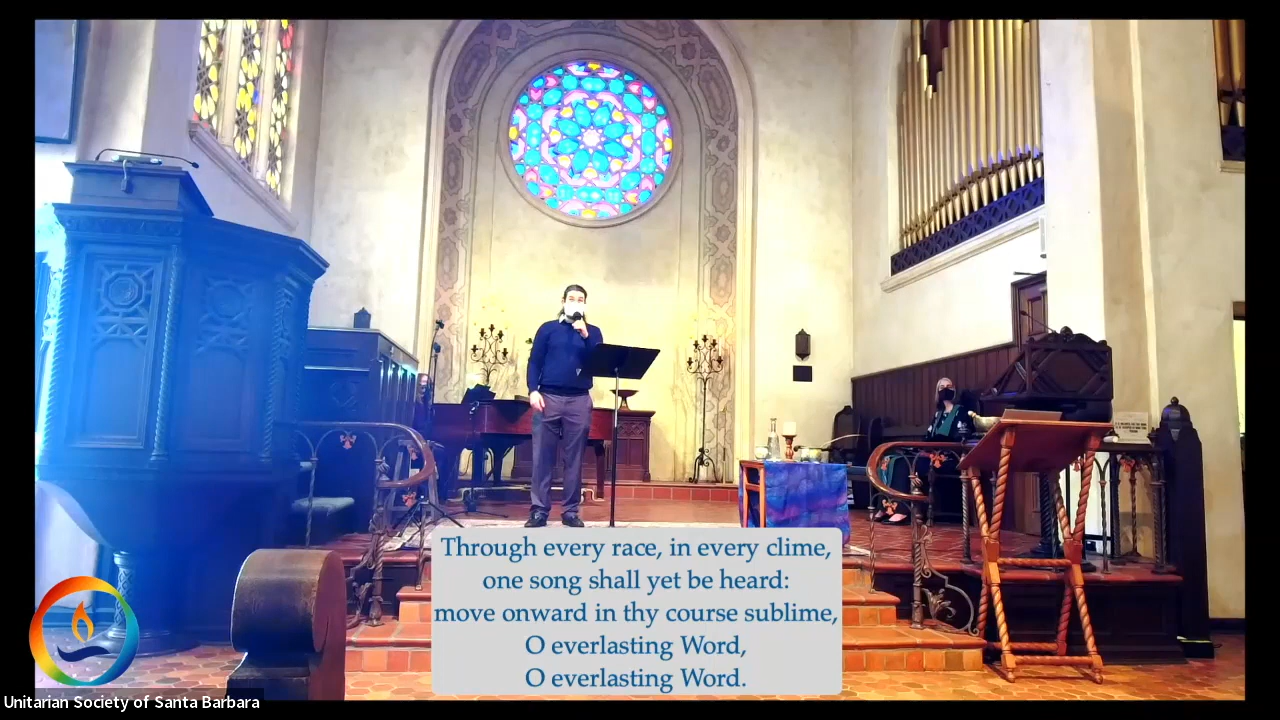 Through every race, in every clime,
one song shall yet be heard:
move onward in thy course sublime,
O everlasting Word,
O everlasting Word.
Unitarian Society of Santa Barbara